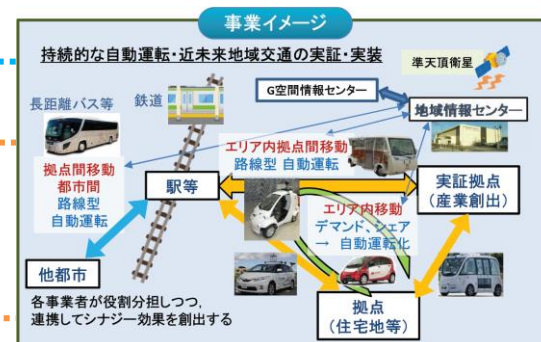 事業イメージ
持続的な自動運転・近未来地域交通の実証・実装
準天頂衛星
G空間情報センター
地域情報センター
長距離バス等
鉄道
拠点間移動
都市間
路線型
自動運転
エリア内拠点間移動
路線型 自動運転
駅等
実証拠点
(産業創出)
エリア内移動
デマンド、シェア
→ 自動運転化
他都市
拠点
(住宅地等)
各事業者が役割分担しつつ,
連携してシナジー効果を創出する